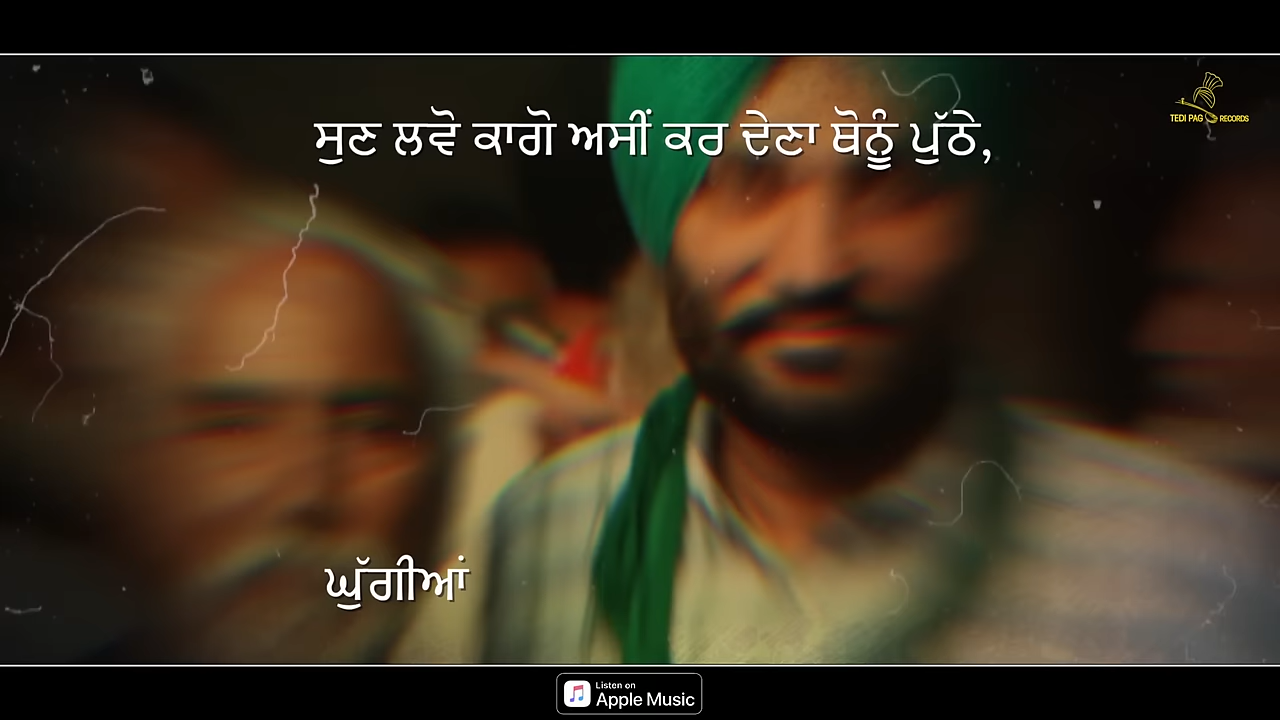 ਸੁਣ ਲਵੋ ਕਾਗੋ ਅਸੀਂ ਕਰ ਦੇਣਾ ਥੋਨੂੰ ਪੁੱਠੇ,
TEDI PAG RECORDS
ਘੁੱਗੀਆਂ
Listen on
Apple Music